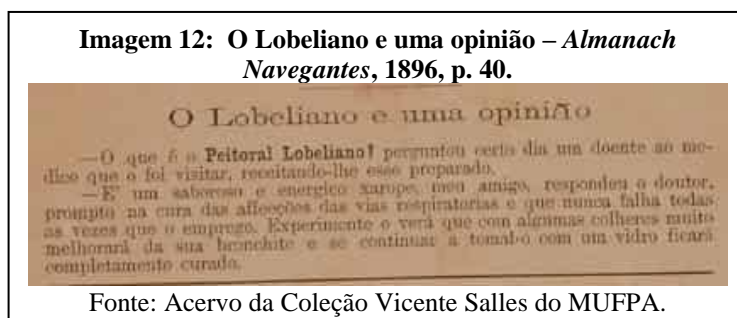 Imagem 12: O Lobeliano e uma opinião – Almanach
Navegantes, 1896, p. 40.
O Lobeliano e uma opinião
—O que é o Peitoral Lobeliano? perguntou certo dia um doente ao me-
dico que o foi visitar, receitando-lhe esse preparado.
—E' um saboroso e energico xarope, meu amigo, respondeu o doutor,
prompto na cura das affecções das vias respiratorias e que nunca falha todas
as vezes que o emprego. Experimente e verá que com algumas colheres muito
melhorará da sua bronchite e se continuar a tomal-o com um vidro ficará
completamente curado.
Fonte: Acervo da Coleção Vicente Salles do MUFPA.